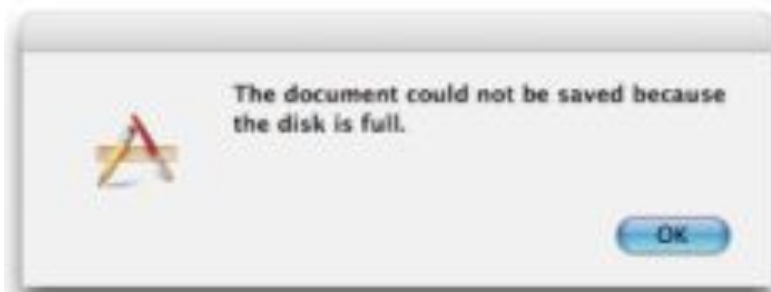 The document could not be saved because
the disk is full.
OK